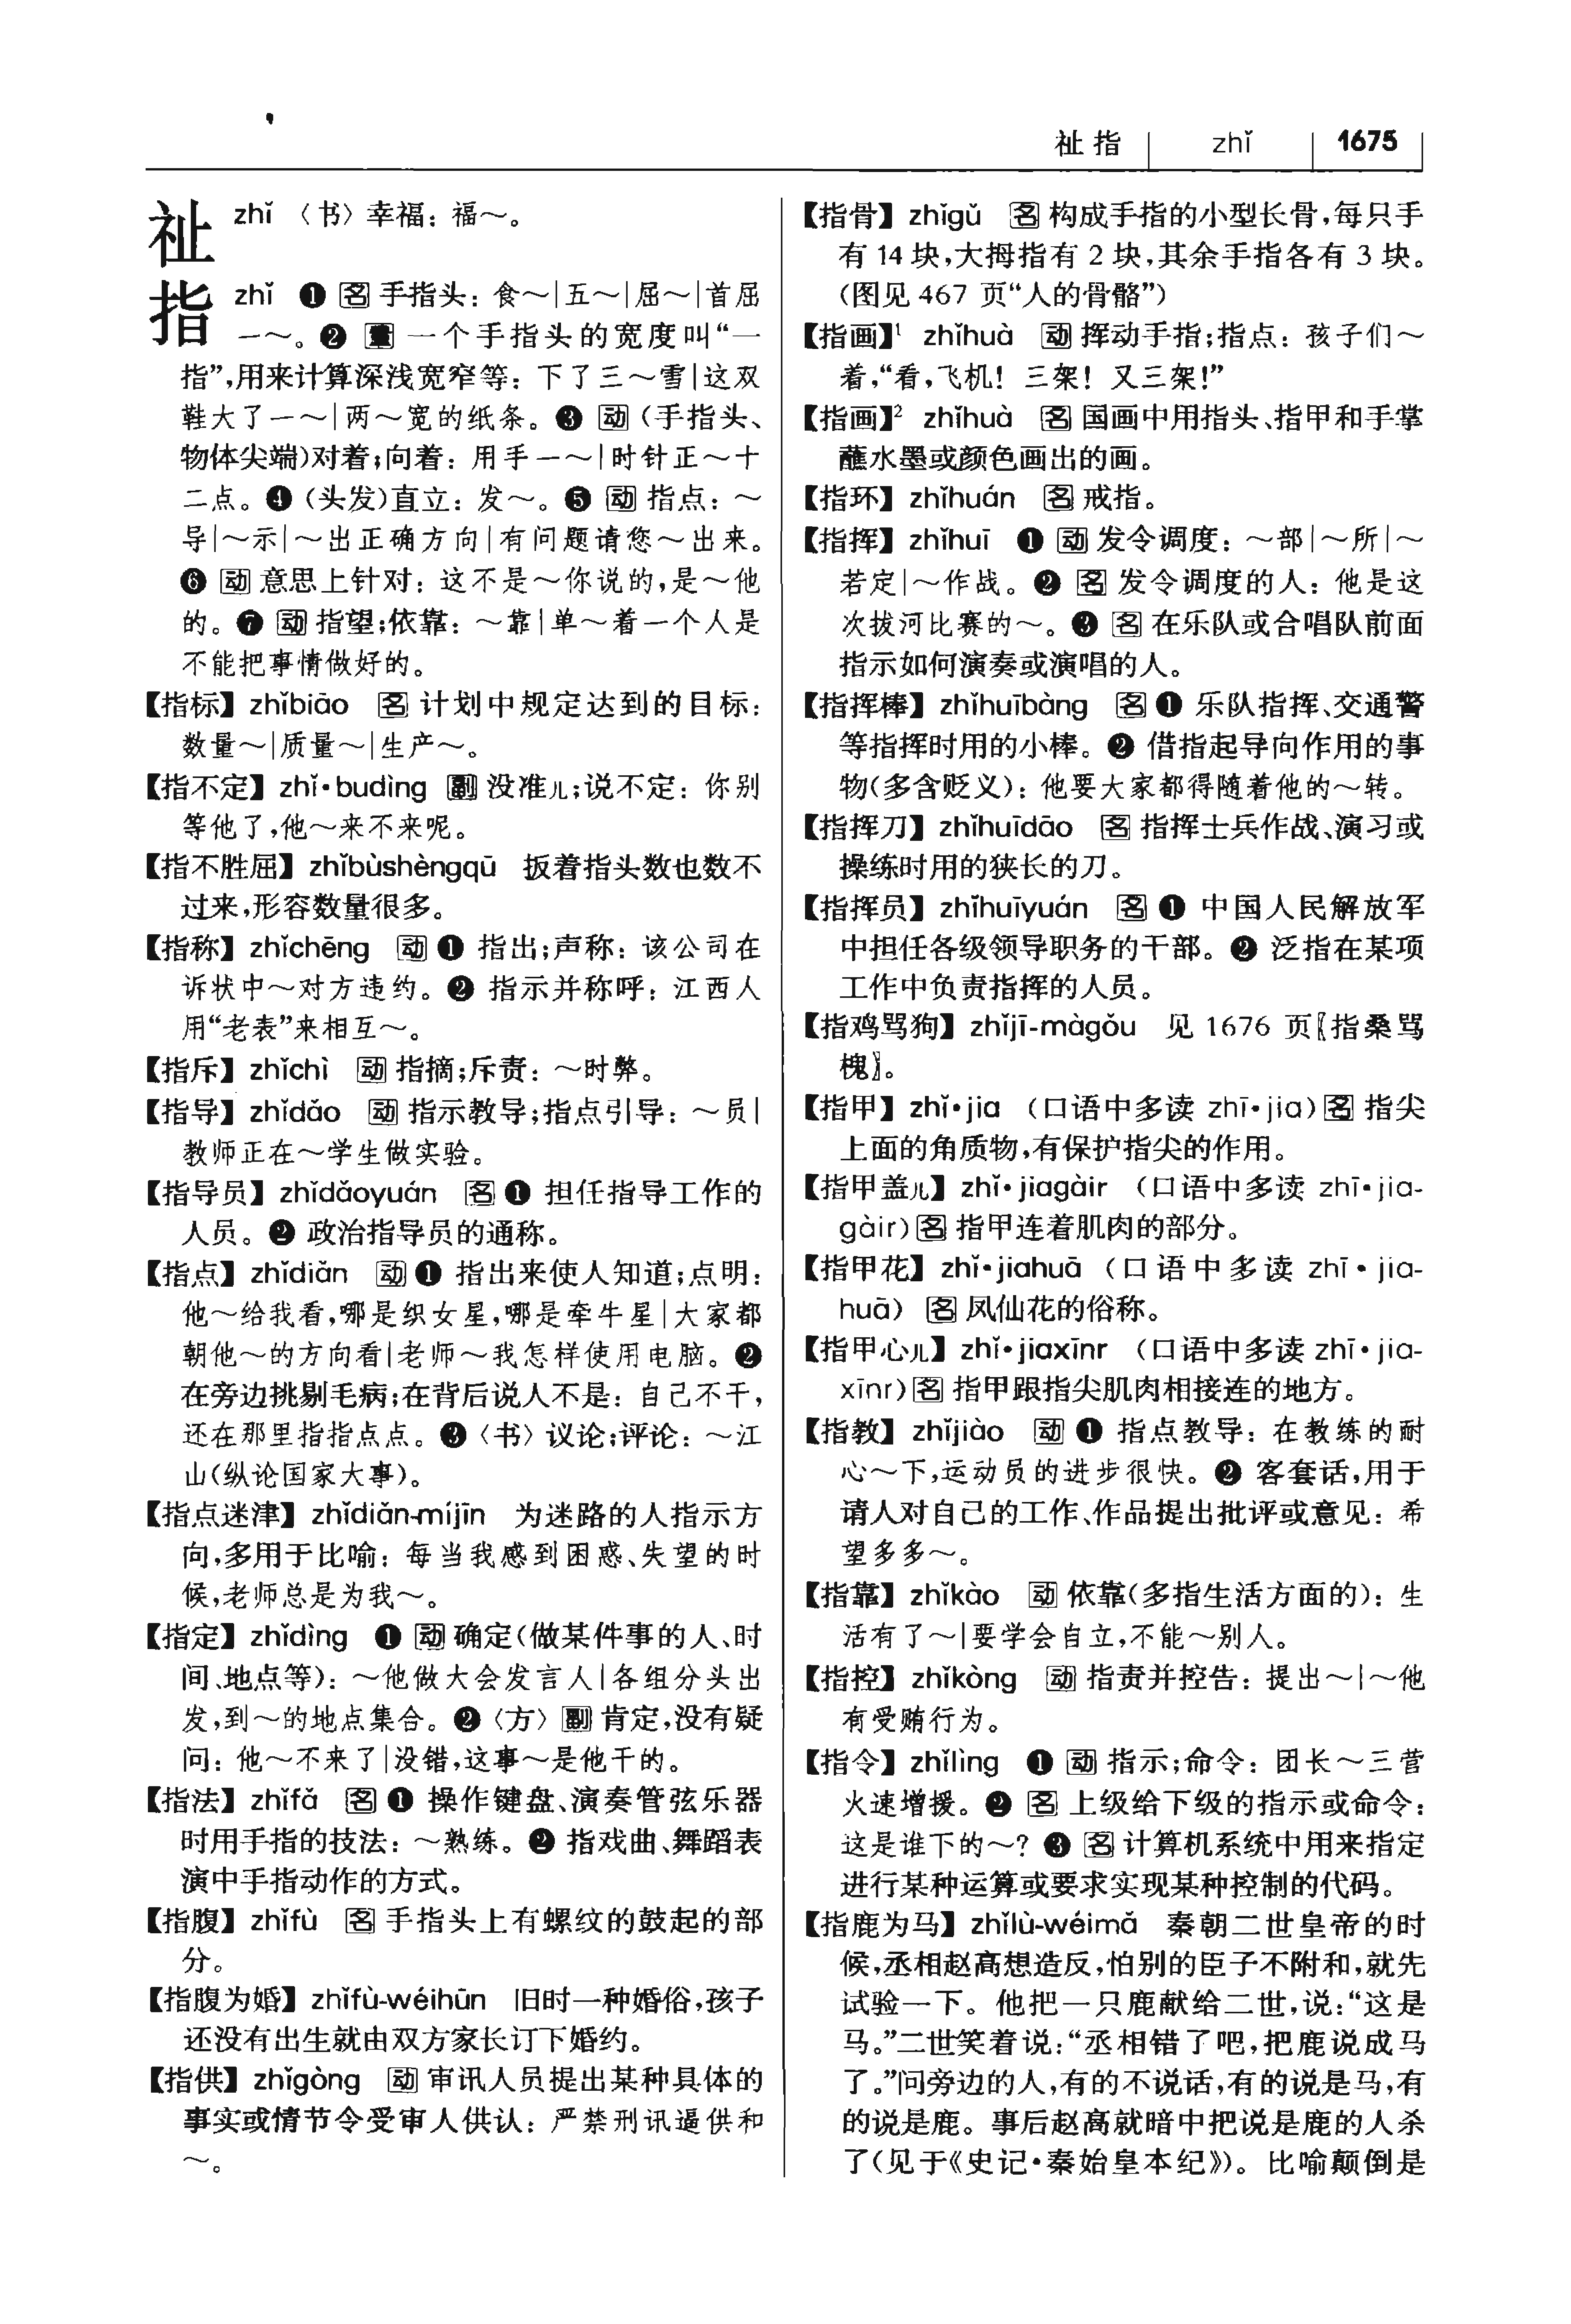 祉指 zhǐ 1675
祉 zhǐ 〈书〉幸福：福～。
指 zhǐ ❶ 名 手指头：食～|五～|屈～|首屈
一～。❷ 量 一个手指头的宽度叫“一
指”，用来计算深浅宽窄等：下了三～雪|这双
鞋大了一～|两～宽的纸条。❸ 动（手指头、
物体尖端）对着；向着：用手一～|时针正～十
二点。❹（头发）直立：发～。❺ 动 指点：～
导|～示|～出正确方向|有问题请您～出来。
❻ 动 意思上针对：这不是～你说的，是～他
的。❼ 动 指望；依靠：～靠|单～着一个人是
不能把事情做好的。
【指标】zhǐbiāo 名 计划中规定达到的目标：
数量～|质量～|生产～。
【指不定】zhǐ·budìng 副 没准儿；说不定：你别
等他了，他～来不来呢。
【指不胜屈】zhǐbùshèngqū 扳着指头数也数不
过来，形容数量很多。
【指称】zhǐchēng 动 ❶ 指出；声称：该公司在
诉状中～对方违约。❷ 指示并称呼：江西人
用“老表”来相互～。
【指斥】zhǐchì 动 指摘；斥责：～时弊。
【指导】zhǐdǎo 动 指示教导；指点引导：～员|
教师正在～学生做实验。
【指导员】zhǐdǎoyuán 名 ❶ 担任指导工作的
人员。❷ 政治指导员的通称。
【指点】zhǐdiǎn 动 ❶ 指出来使人知道；点明：
他～给我看，哪是织女星，哪是牵牛星|大家都
朝他～的方向看|老师～我怎样使用电脑。❷
在旁边挑剔毛病；在背后说人不是：自己不干，
还在那里指指点点。❸〈书〉议论；评论：～江
山（纵论国家大事）。
【指点迷津】zhǐdiǎn-míjīn 为迷路的人指示方
向，多用于比喻：每当我感到困惑、失望的时
候，老师总是为我～。
【指定】zhǐdìng ❶ 动 确定（做某件事的人、时
间、地点等）：～他做大会发言人|各组分头出
发，到～的地点集合。❷〈方〉副 肯定，没有疑
问：他～不来了|没错，这事～是他干的。
【指法】zhǐfǎ 名 ❶ 操作键盘、演奏管弦乐器
时用手指的技法：～熟练。❷ 指戏曲、舞蹈表
演中手指动作的方式。
【指腹】zhǐfù 名 手指头上有螺纹的鼓起的部
分。
【指腹为婚】zhǐfù-wéihūn 旧时一种婚俗，孩子
还没有出生就由双方家长订下婚约。
【指供】zhǐgòng 动 审讯人员提出某种具体的
事实或情节令受审人供认：严禁刑讯逼供和
～。
【指骨】zhǐgǔ 名 构成手指的小型长骨，每只手
有14块，大拇指有2块，其余手指各有3块。
（图见467页“人的骨骼”）
【指画】¹ zhǐhuà 动 挥动手指；指点：孩子们～
着，“看，飞机！三架！又三架！”
【指画】² zhǐhuà 名 国画中用指头、指甲和手掌
蘸水墨或颜色画出的画。
【指环】zhǐhuán 名 戒指。
【指挥】zhǐhuī ❶ 动 发令调度：～部|～所|～
若定|～作战。❷ 名 发令调度的人：他是这
次拔河比赛的～。❸ 名 在乐队或合唱队前面
指示如何演奏或演唱的人。
【指挥棒】zhǐhuībàng 名 ❶ 乐队指挥、交通警
等指挥时用的小棒。❷ 借指起导向作用的事
物（多含贬义）：他要大家都得随着他的～转。
【指挥刀】zhǐhuīdāo 名 指挥士兵作战、演习或
操练时用的狭长的刀。
【指挥员】zhǐhuīyuán 名 ❶ 中国人民解放军
中担任各级领导职务的干部。❷ 泛指在某项
工作中负责指挥的人员。
【指鸡骂狗】zhǐjī-màgǒu 见1676页〖指桑骂
槐〗。
【指甲】zhǐ·jia （口语中多读 zhī·jia）名 指尖
上面的角质物，有保护指尖的作用。
【指甲盖儿】zhǐ·jiagàir （口语中多读 zhī·jia-
gàir）名 指甲连着肌肉的部分。
【指甲花】zhǐ·jiahuā （口语中多读 zhī·jia-
huā）名 凤仙花的俗称。
【指甲心儿】zhǐ·jiaxīnr （口语中多读 zhī·jia-
xīnr）名 指甲跟指尖肌肉相接连的地方。
【指教】zhǐjiào 动 ❶ 指点教导：在教练的耐
心～下，运动员的进步很快。❷ 客套话，用于
请人对自己的工作、作品提出批评或意见：希
望多多～。
【指靠】zhǐkào 动 依靠（多指生活方面的）：生
活有了～|要学会自立，不能～别人。
【指控】zhǐkòng 动 指责并控告：提出～|～他
有受贿行为。
【指令】zhǐlìng ❶ 动 指示；命令：团长～三营
火速增援。❷ 名 上级给下级的指示或命令：
这是谁下的～？❸ 名 计算机系统中用来指定
进行某种运算或要求实现某种控制的代码。
【指鹿为马】zhǐlù-wéimǎ 秦朝二世皇帝的时
候，丞相赵高想造反，怕别的臣子不附和，就先
试验一下。他把一只鹿献给二世，说：“这是
马。”二世笑着说：“丞相错了吧，把鹿说成马
了。”问旁边的人，有的不说话，有的说是马，有
的说是鹿。事后赵高就暗中把说是鹿的人杀
了（见于《史记·秦始皇本纪》）。比喻颠倒是